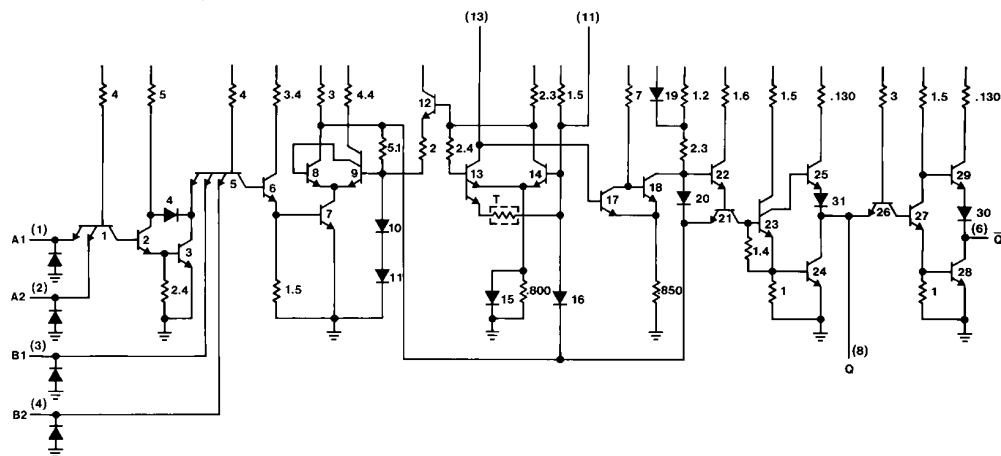 (13) (11)
4 5 4 3.4 3 4.4 12 2.3 1.5 7 19 1.2 1.6 1.5 .130 3 1.5 .130
5.1 2 2.4 2.3
8 9 13 14 22 25 29
4 5 6 18 31 30
(1) 1 2 3 7 T 17 20 21 23 26 27 (6) Q̅
A1
10 1.4
(2) 2.4 11 24 28
A2 1.5 15 .800 16 850 1 1
(3)
B1 (8)
Q
(4)
B2